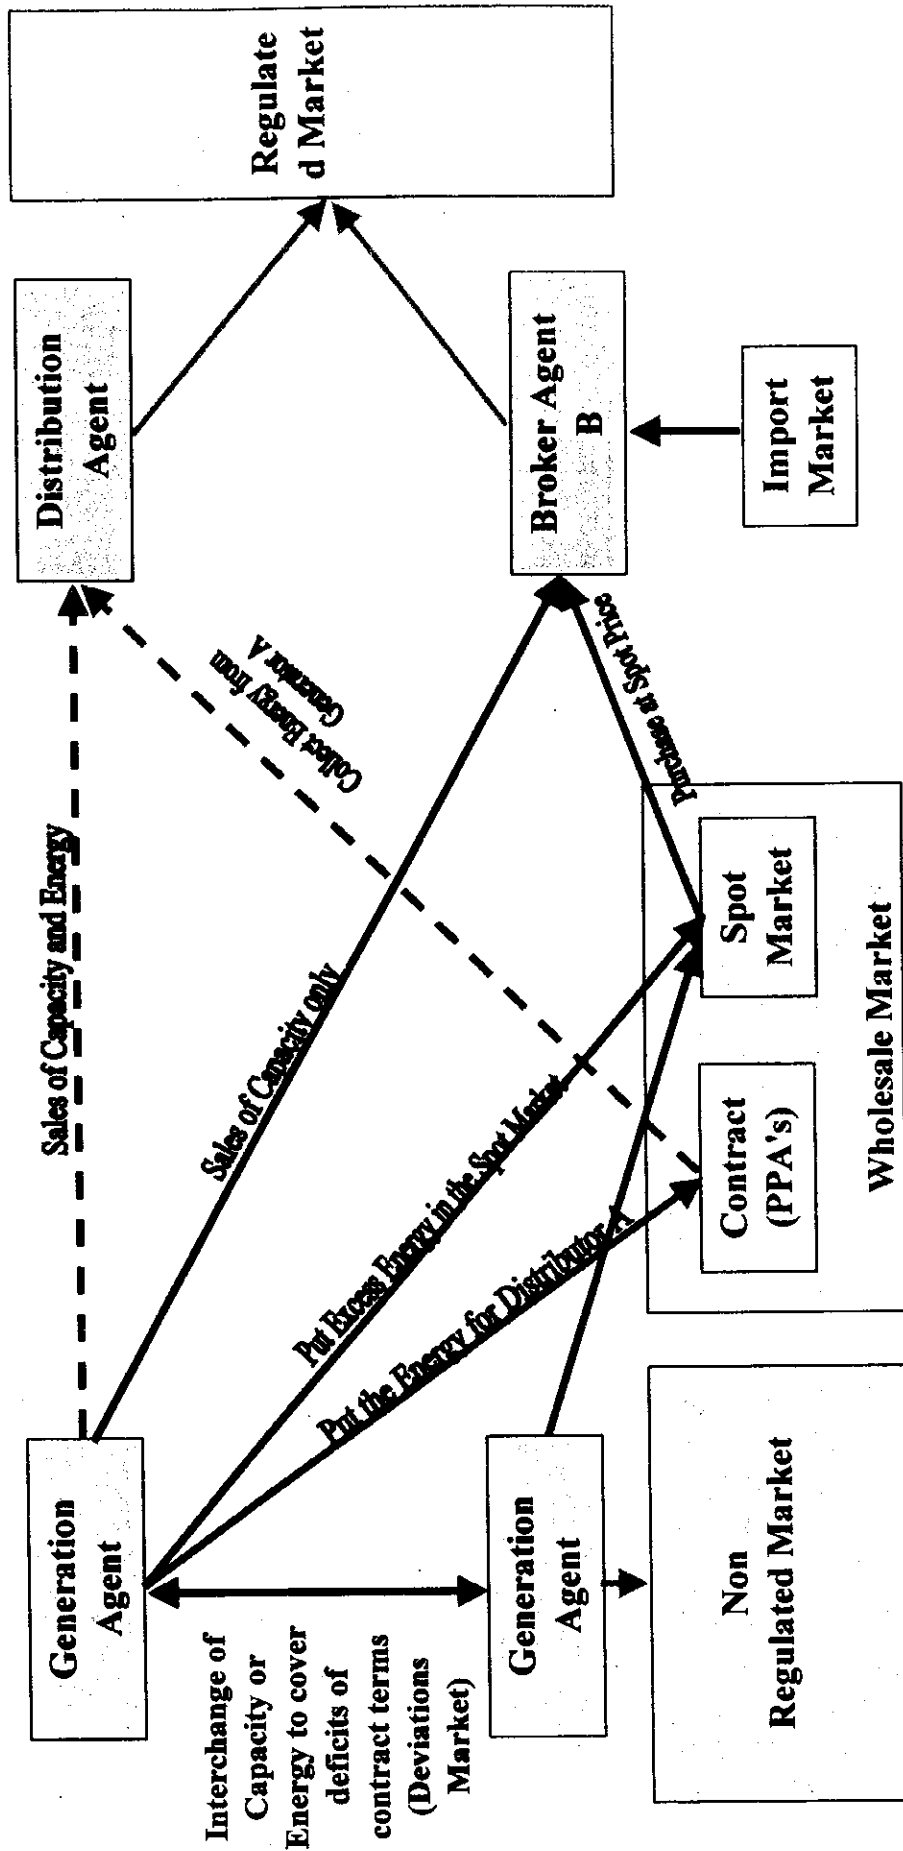 Generation
Agent
Sales of Capacity and Energy
Distribution
Agent
Regulate
d Market
Collect Energy from
Generator A
Sales of Capacity only
Interchange of
Capacity or
Energy to cover
deficits of
contract terms
(Deviations
Market)
Put Excess Energy in the Spot Market
Put the Energy for Distributor A
Generation
Agent
Broker Agent
B
Purchase at Spot Price
Non
Regulated Market
Contract
(PPA's)
Spot
Market
Wholesale Market
Import
Market